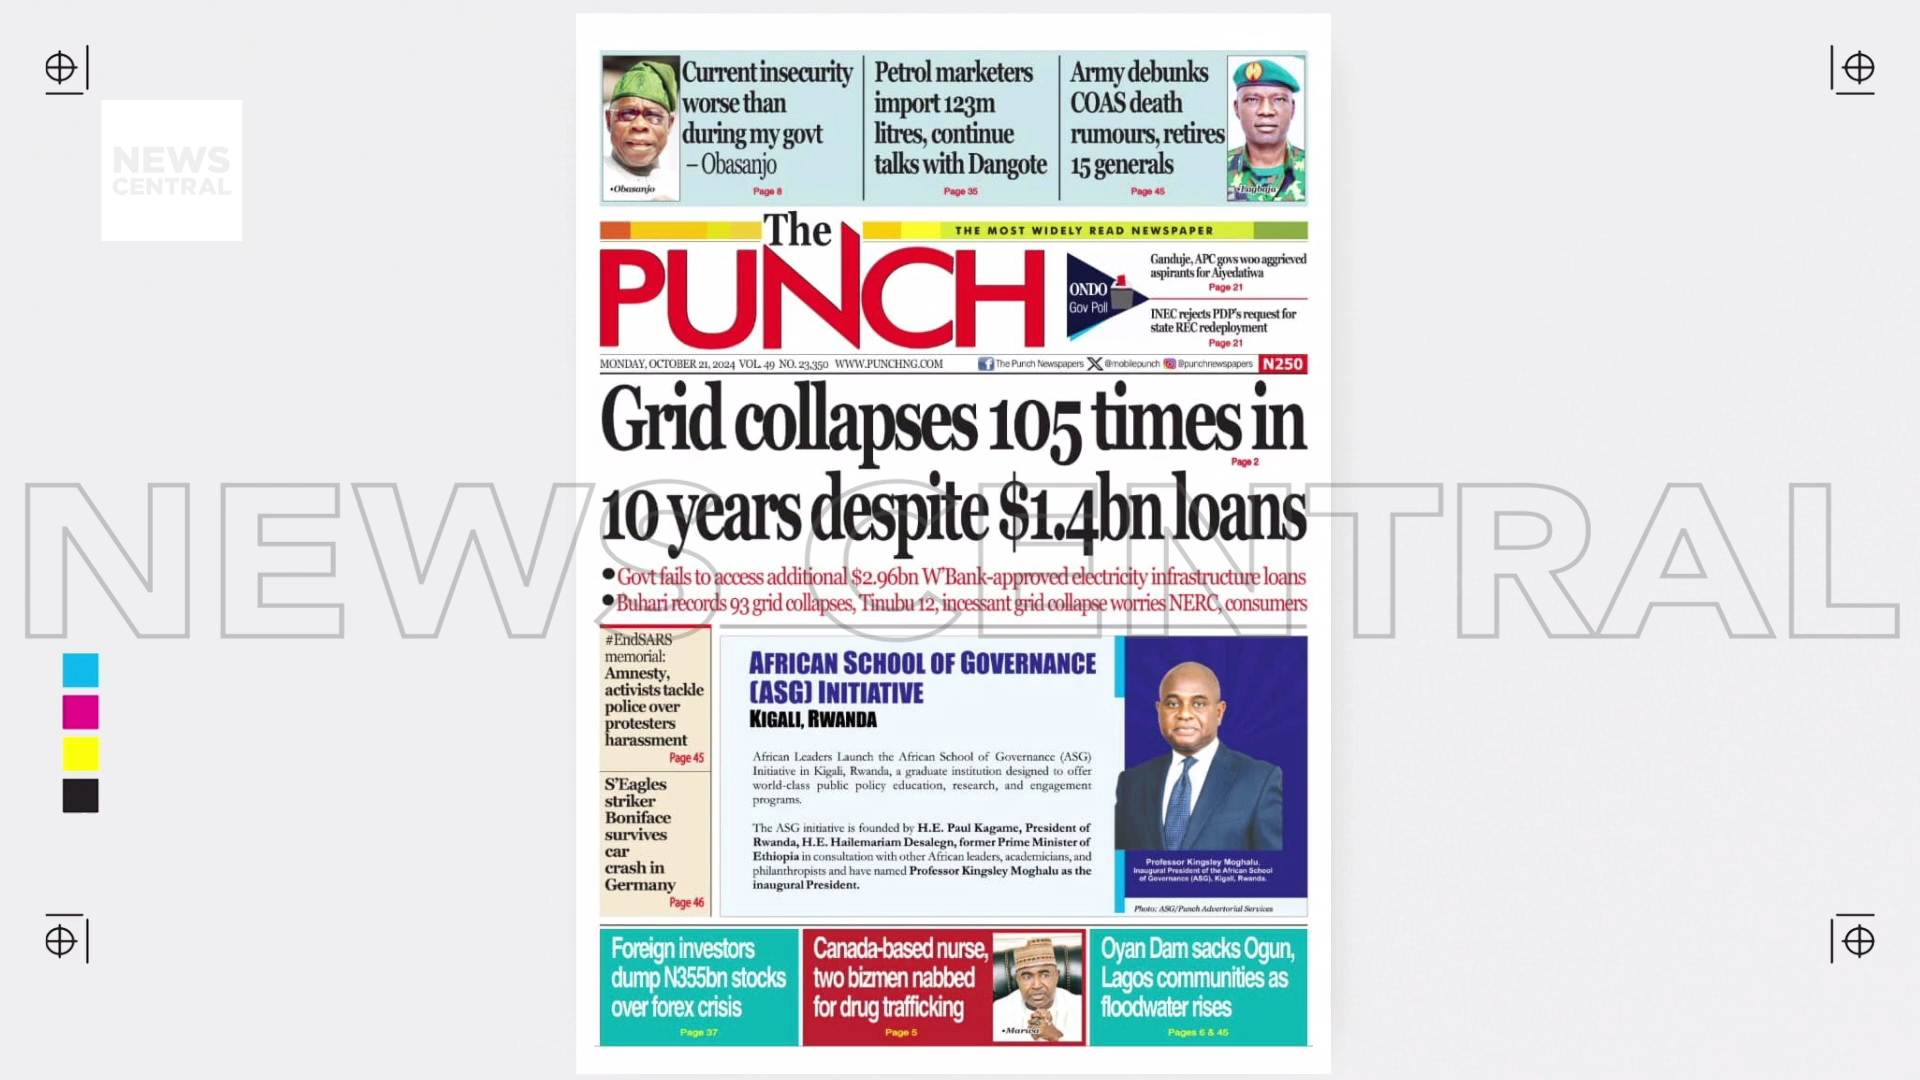 NEWS
CENTRAL
Current insecurity
worse than
during my govt
– Obasanjo
Page 8
•Obasanjo
Petrol marketers
import 123m
litres, continue
talks with Dangote
Page 35
Army debunks
COAS death
rumours, retires
15 generals
Page 45
•Lagbaja
The
PUNCH
THE MOST WIDELY READ NEWSPAPER
ONDO
Gov Poll
Ganduje, APC govs woo aggrieved
aspirants for Aiyedatiwa
Page 21
INEC rejects PDP's request for
state REC redeployment
Page 21
MONDAY, OCTOBER 21, 2024 VOL. 49 NO. 23,350 WWW.PUNCHNG.COM
The Punch Newspapers @mobilepunch @punchnewspapers N250
Grid collapses 105 times in
Page 2
10 years despite $1.4bn loans
•Govt fails to access additional $2.96bn W'Bank-approved electricity infrastructure loans
•Buhari records 93 grid collapses, Tinubu 12, incessant grid collapse worries NERC, consumers
NEWS CENTRAL
#EndSARS
memorial:
Amnesty,
activists tackle
police over
protesters
harassment
Page 45
S'Eagles
striker
Boniface
survives
car
crash in
Germany
Page 46
AFRICAN SCHOOL OF GOVERNANCE
(ASG) INITIATIVE
KIGALI, RWANDA
African Leaders Launch the African School of Governance (ASG)
Initiative in Kigali, Rwanda, a graduate institution designed to offer
world-class public policy education, research, and engagement
programs.
The ASG initiative is founded by H.E. Paul Kagame, President of
Rwanda, H.E. Hailemariam Desalegn, former Prime Minister of
Ethiopia in consultation with other African leaders, academicians, and
philanthropists and have named Professor Kingsley Moghalu as the
inaugural President.
Professor Kingsley Moghalu,
Inaugural President of the African School
of Governance (ASG), Kigali, Rwanda.
Photo: ASG/Punch Advertorial Services
Foreign investors
dump N355bn stocks
over forex crisis
Page 37
Canada-based nurse,
two bizmen nabbed
for drug trafficking
Page 5
•Marwa
Oyan Dam sacks Ogun,
Lagos communities as
floodwater rises
Pages 6 & 45